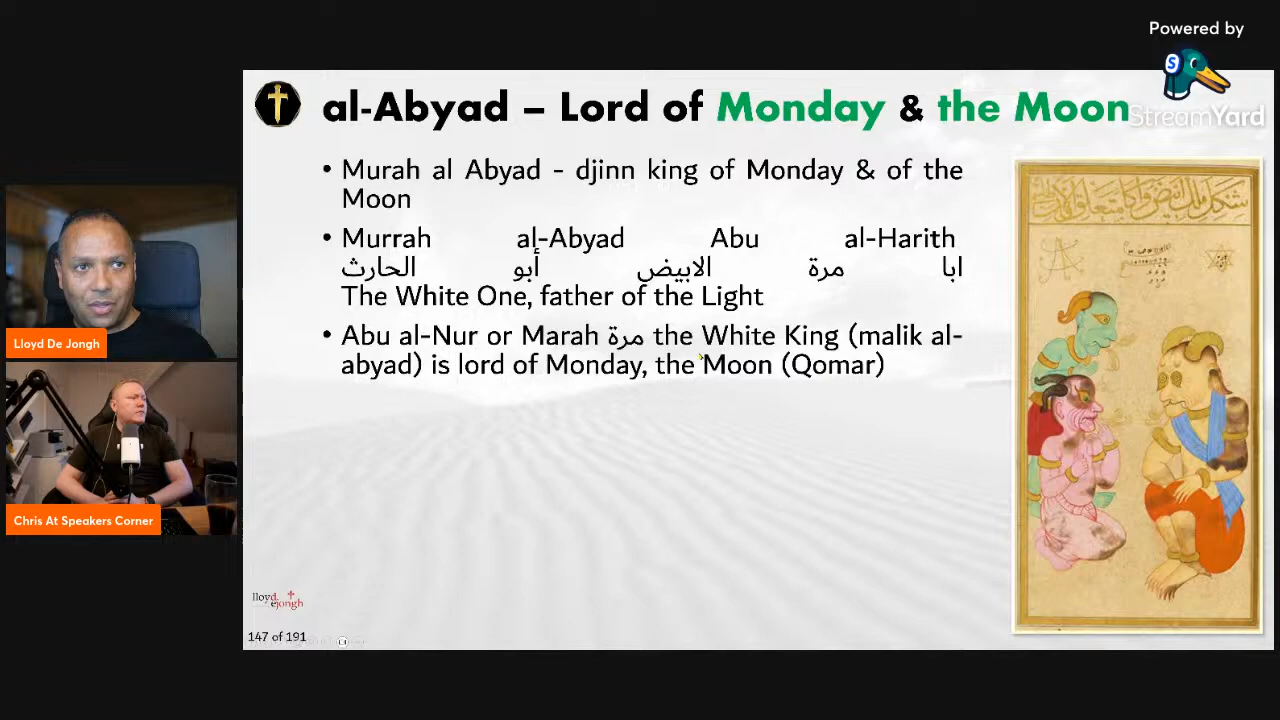 Powered by
StreamYard
al-Abyad – Lord of Monday & the Moon
• Murah al Abyad - djinn king of Monday & of the
Moon
• Murrah al-Abyad Abu al-Harith
ابا مرة الابيض أبو الحارث
The White One, father of the Light
• Abu al-Nur or Marah مرة the White King (malik al-
abyad) is lord of Monday, the Moon (Qomar)
Lloyd De Jongh
Chris At Speakers Corner
lloyd
ejongh
147 of 191